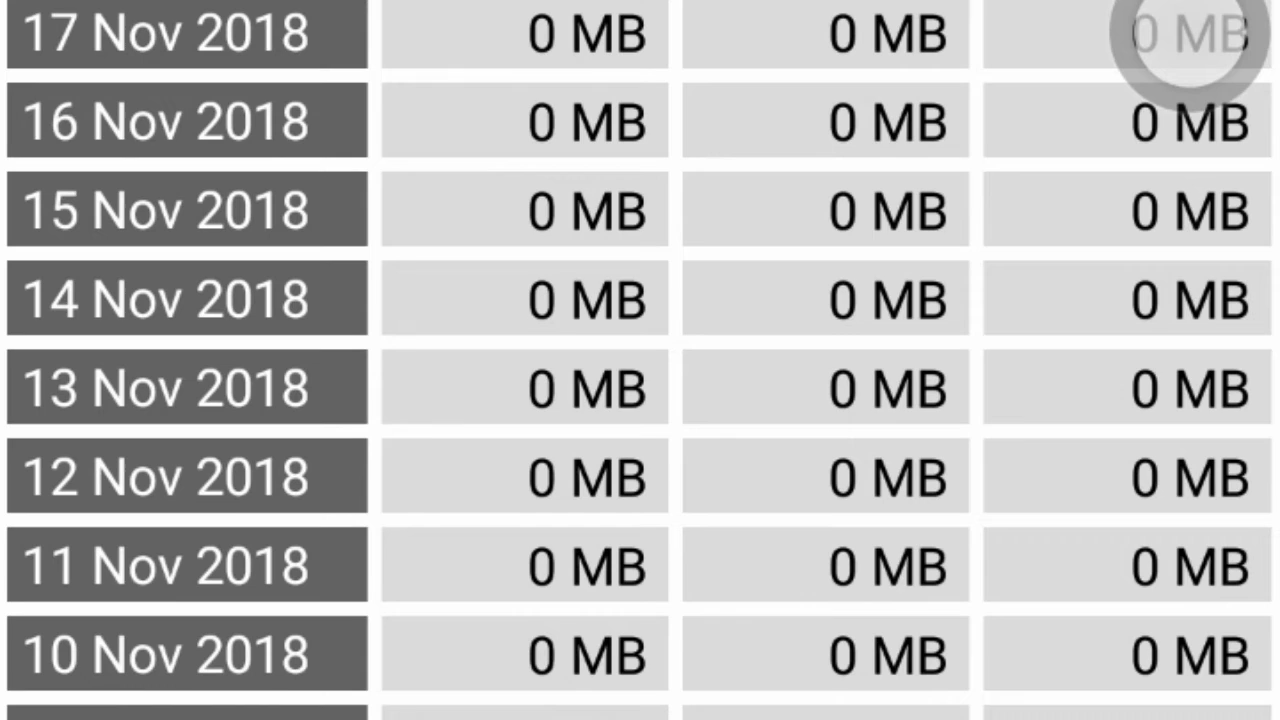 17 Nov 2018 0 MB 0 MB 0 MB
16 Nov 2018 0 MB 0 MB 0 MB
15 Nov 2018 0 MB 0 MB 0 MB
14 Nov 2018 0 MB 0 MB 0 MB
13 Nov 2018 0 MB 0 MB 0 MB
12 Nov 2018 0 MB 0 MB 0 MB
11 Nov 2018 0 MB 0 MB 0 MB
10 Nov 2018 0 MB 0 MB 0 MB